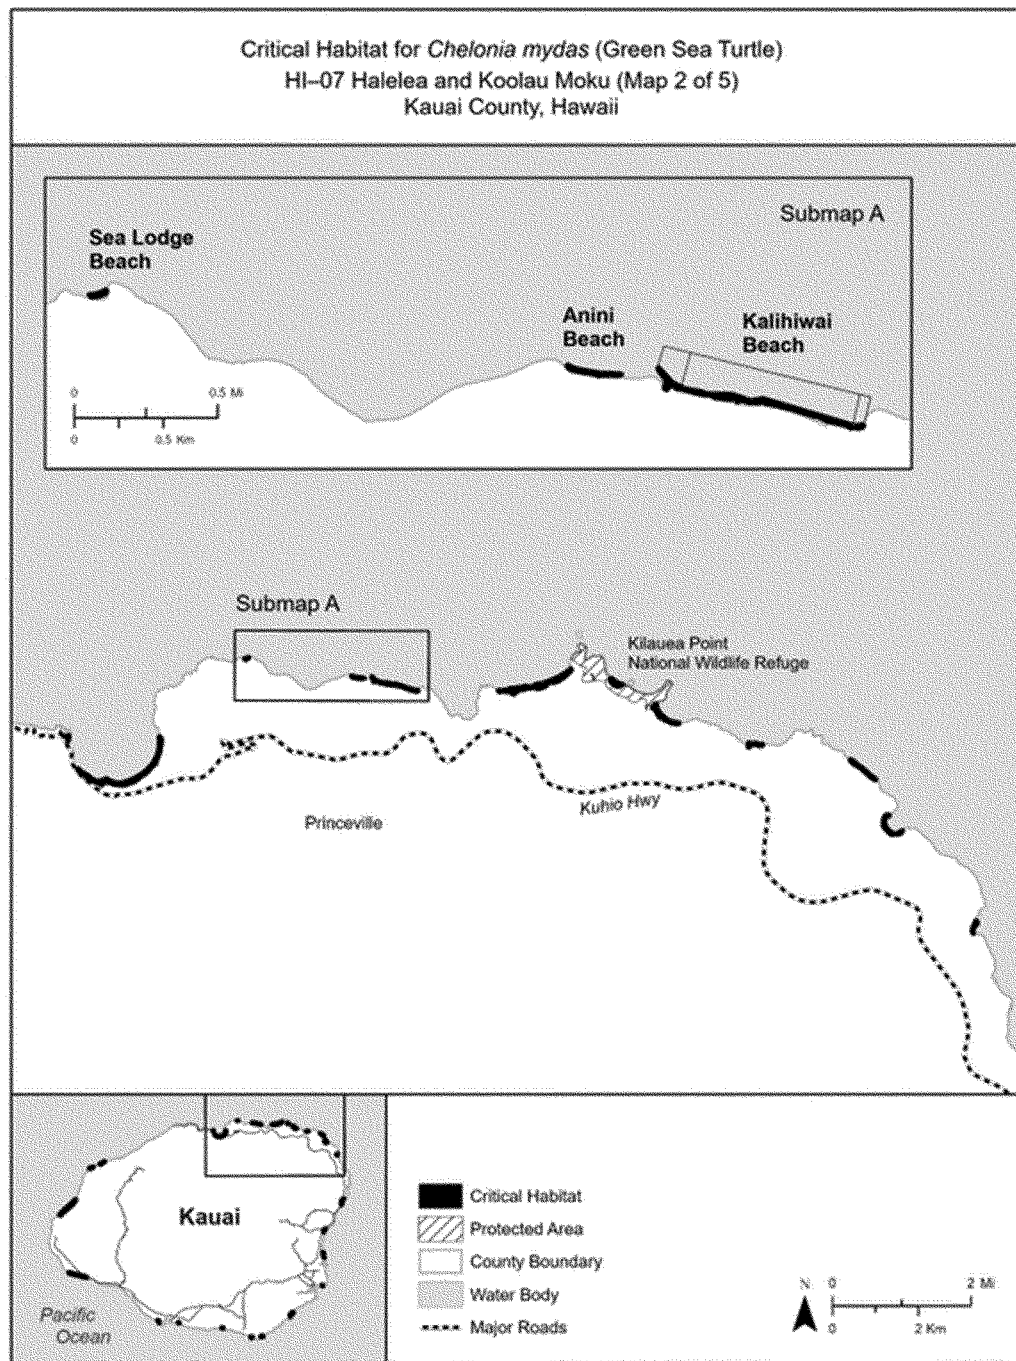 Critical Habitat for Chelonia mydas (Green Sea Turtle)
HI–07 Halelea and Koolau Moku (Map 2 of 5)
Kauai County, Hawaii
Submap A
Sea Lodge
Beach
Anini
Beach
Kalihiwai
Beach
0 0.5 Mi
0 0.5 Km
Submap A
Kilauea Point
National Wildlife Refuge
Kuhio Hwy
Princeville
Kauai
Pacific
Ocean
Critical Habitat
Protected Area
County Boundary
Water Body
Major Roads
N
0 2 Mi
0 2 Km